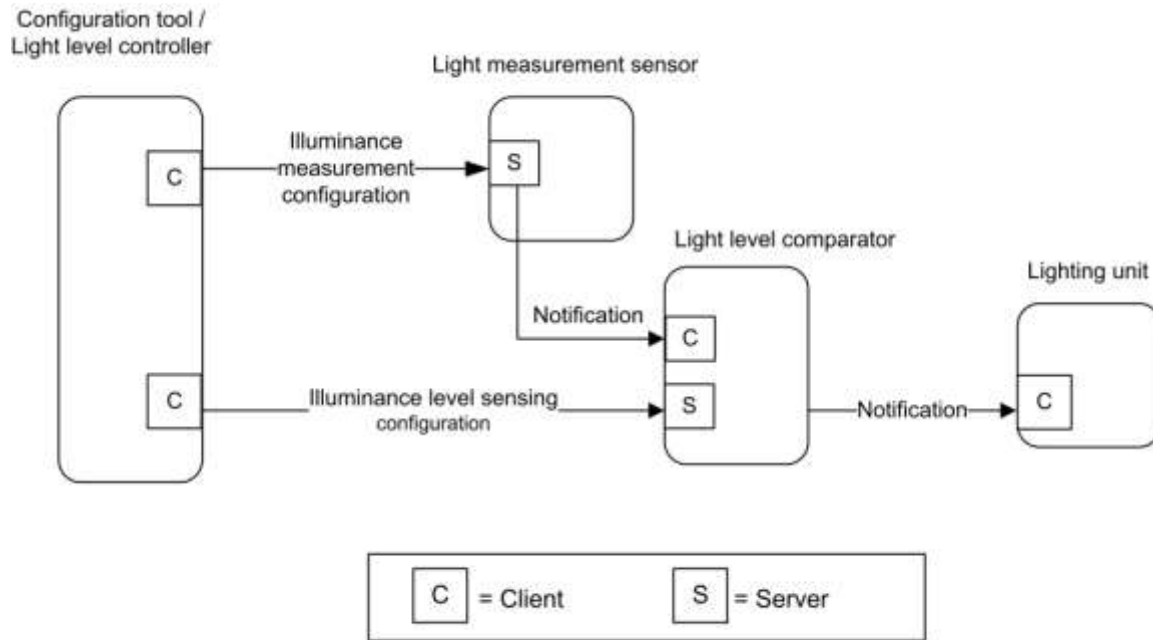 Configuration tool /
Light level controller
Light measurement sensor
C
Illuminance
measurement
configuration
S
Light level comparator
Lighting unit
Notification
C
C
Illuminance level sensing
configuration
S
Notification
C
C = Client
S = Server